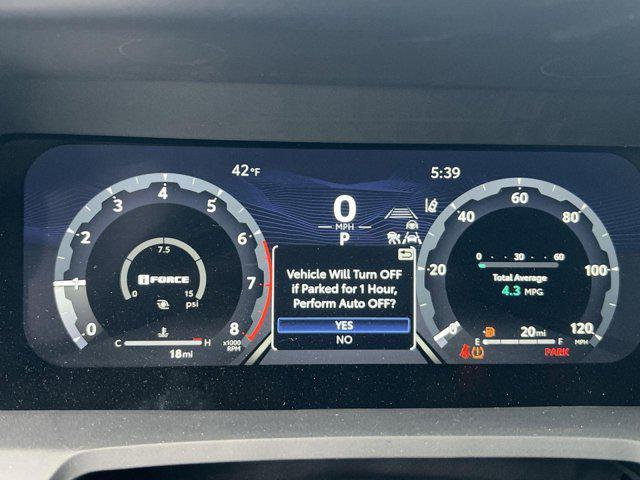 42°F
5:39
0
MPH
P
0
1
2
3
4
5
6
7
8
x1000
RPM
7.5
i-FORCE
0
15
psi
C
H
18mi
Vehicle Will Turn OFF
if Parked for 1 Hour,
Perform Auto OFF?
YES
NO
0
20
40
60
80
100
120
MPH
0 30 60
Total Average
4.3 MPG
20mi
E
F
PARK